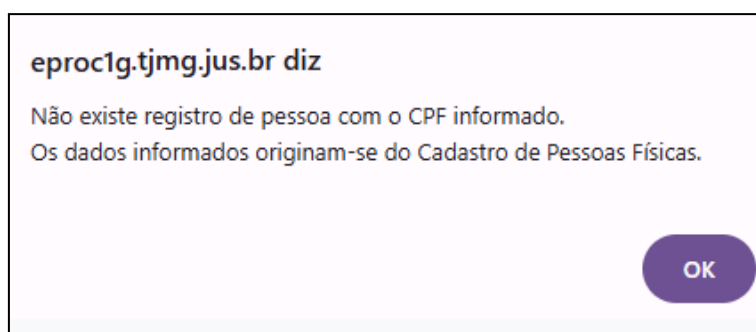 eproc1g.tjmg.jus.br diz
Não existe registro de pessoa com o CPF informado.
Os dados informados originam-se do Cadastro de Pessoas Físicas.
OK